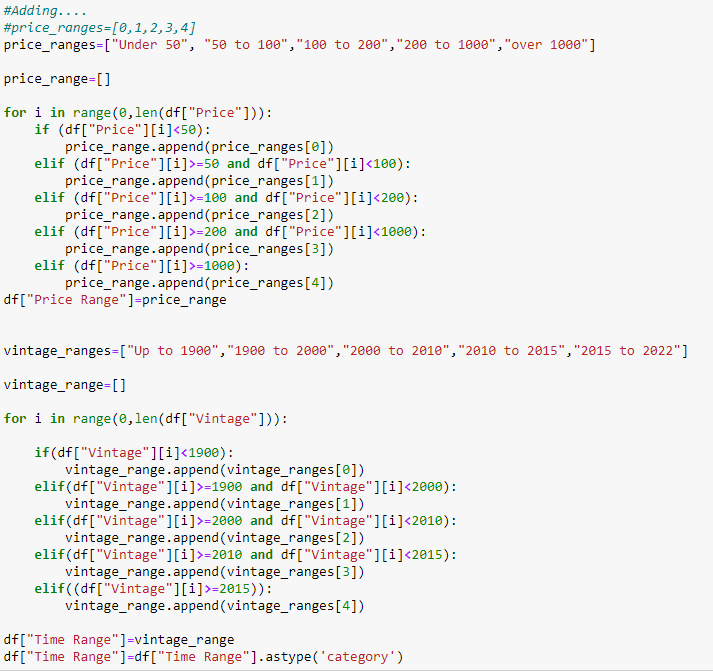 #Adding....
#price_ranges=[0,1,2,3,4]
price_ranges=["Under 50", "50 to 100","100 to 200","200 to 1000","over 1000"]
price_range=[]
for i in range(0,len(df["Price"])):
    if (df["Price"][i]<50):
        price_range.append(price_ranges[0])
    elif (df["Price"][i]>=50 and df["Price"][i]<100):
        price_range.append(price_ranges[1])
    elif (df["Price"][i]>=100 and df["Price"][i]<200):
        price_range.append(price_ranges[2])
    elif (df["Price"][i]>=200 and df["Price"][i]<1000):
        price_range.append(price_ranges[3])
    elif (df["Price"][i]>=1000):
        price_range.append(price_ranges[4])
df["Price Range"]=price_range
vintage_ranges=["Up to 1900","1900 to 2000","2000 to 2010","2010 to 2015","2015 to 2022"]
vintage_range=[]
for i in range(0,len(df["Vintage"])):
    if(df["Vintage"][i]<1900):
        vintage_range.append(vintage_ranges[0])
    elif(df["Vintage"][i]>=1900 and df["Vintage"][i]<2000):
        vintage_range.append(vintage_ranges[1])
    elif(df["Vintage"][i]>=2000 and df["Vintage"][i]<2010):
        vintage_range.append(vintage_ranges[2])
    elif(df["Vintage"][i]>=2010 and df["Vintage"][i]<2015):
        vintage_range.append(vintage_ranges[3])
    elif((df["Vintage"][i]>=2015)):
        vintage_range.append(vintage_ranges[4])
df["Time Range"]=vintage_range
df["Time Range"]=df["Time Range"].astype('category')